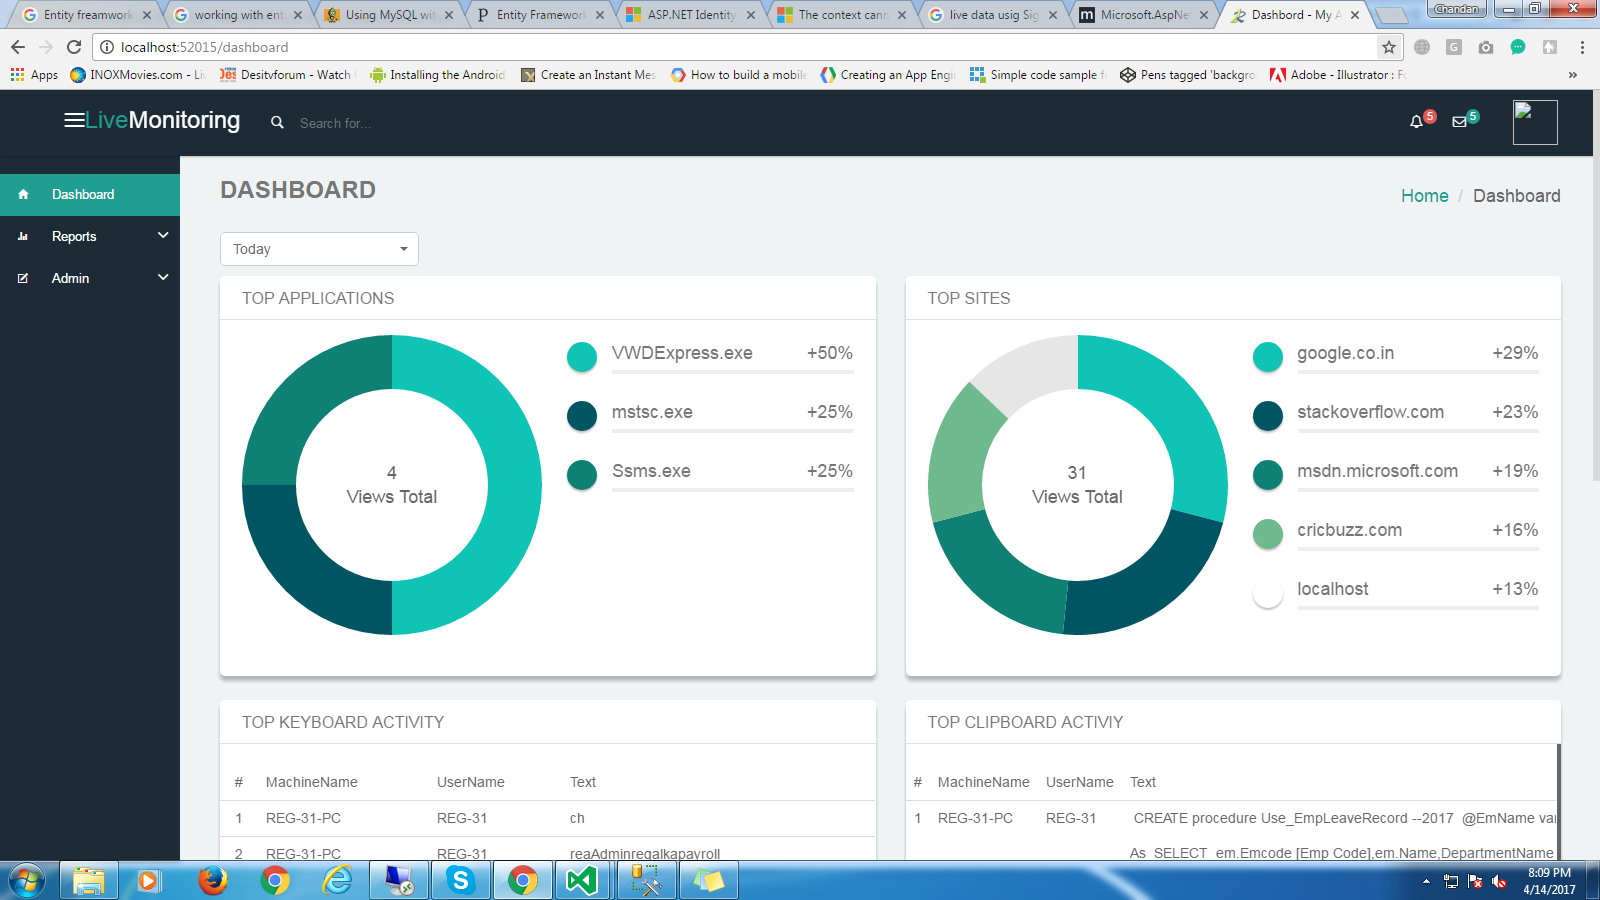 Entity freamwork
working with ent
Using MySQL wit
Entity Framework
ASP.NET Identity
The context cann
live data usig Sig
Microsoft.AspNe
Dashbord - My A
Chandan
localhost:52015/dashboard
Apps
INOXMovies.com - Liv
Desitvforum - Watch
Installing the Android
Create an Instant Mes
How to build a mobile
Creating an App Engi
Simple code sample f
Pens tagged 'backgro
Adobe - Illustrator : Fo
»
LiveMonitoring
Search for...
5
5
Dashboard
Reports
Admin
DASHBOARD
Home / Dashboard
Today
TOP APPLICATIONS
4
Views Total
VWDExpress.exe +50%
mstsc.exe +25%
Ssms.exe +25%
TOP SITES
31
Views Total
google.co.in +29%
stackoverflow.com +23%
msdn.microsoft.com +19%
cricbuzz.com +16%
localhost +13%
TOP KEYBOARD ACTIVITY
# MachineName UserName Text
1 REG-31-PC REG-31 ch
2 REG-31-PC REG-31 reaAdminregalkapayroll
TOP CLIPBOARD ACTIVIY
# MachineName UserName Text
1 REG-31-PC REG-31 CREATE procedure Use_EmpLeaveRecord --2017 @EmName var
As SELECT em.Emcode [Emp Code],em.Name,DepartmentName
8:09 PM
4/14/2017